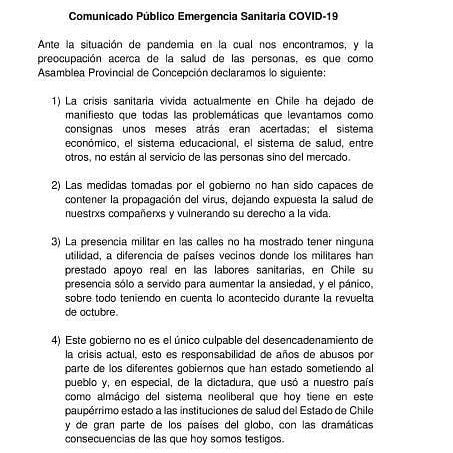 Comunicado Público Emergencia Sanitaria COVID-19
Ante la situación de pandemia en la cual nos encontramos, y la
preocupación acerca de la salud de las personas, es que como
Asamblea Provincial de Concepción declaramos lo siguiente:
1) La crisis sanitaria vivida actualmente en Chile ha dejado de
manifiesto que todas las problemáticas que levantamos como
consignas unos meses atrás eran acertadas; el sistema
económico, el sistema educacional, el sistema de salud, entre
otros, no están al servicio de las personas sino del mercado.
2) Las medidas tomadas por el gobierno no han sido capaces de
contener la propagación del virus, dejando expuesta la salud de
nuestrxs compañerxs y vulnerando su derecho a la vida.
3) La presencia militar en las calles no ha mostrado tener ninguna
utilidad, a diferencia de países vecinos donde los militares han
prestado apoyo real en las labores sanitarias, en Chile su
presencia sólo a servido para aumentar la ansiedad, y el pánico,
sobre todo teniendo en cuenta lo acontecido durante la revuelta
de octubre.
4) Este gobierno no es el único culpable del desencadenamiento de
la crisis actual, esto es responsabilidad de años de abusos por
parte de los diferentes gobiernos que han estado sometiendo al
pueblo y, en especial, de la dictadura, que usó a nuestro país
como almácigo del sistema neoliberal que hoy tiene en este
paupérrimo estado a las instituciones de salud del Estado de Chile
y de gran parte de los países del globo, con las dramáticas
consecuencias de las que hoy somos testigos.